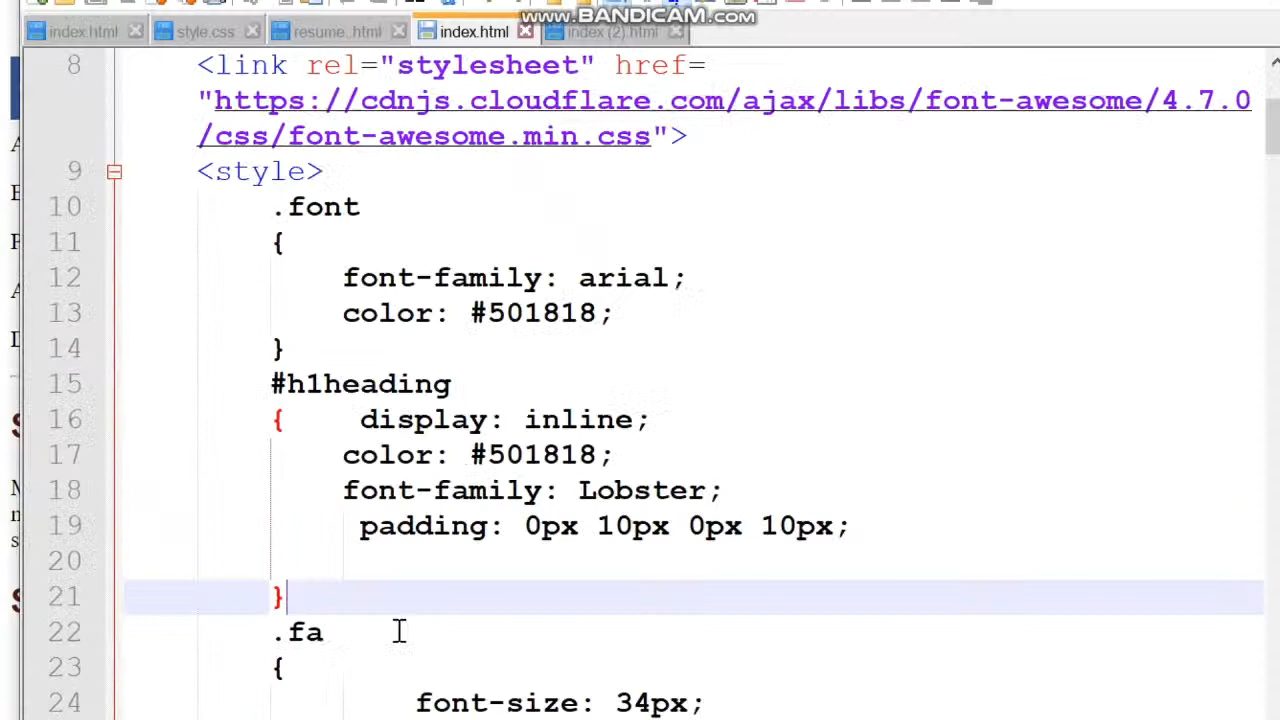 www.BANDICAM.com
index.html style.css resume..html index.html index (2).html
8 <link rel="stylesheet" href=
"https://cdnjs.cloudflare.com/ajax/libs/font-awesome/4.7.0
/css/font-awesome.min.css">
9 <style>
10 .font
11 {
12 font-family: arial;
13 color: #501818;
14 }
15 #h1heading
16 { display: inline;
17 color: #501818;
18 font-family: Lobster;
19 padding: 0px 10px 0px 10px;
20
21 }
22 .fa
23 {
24 font-size: 34px;